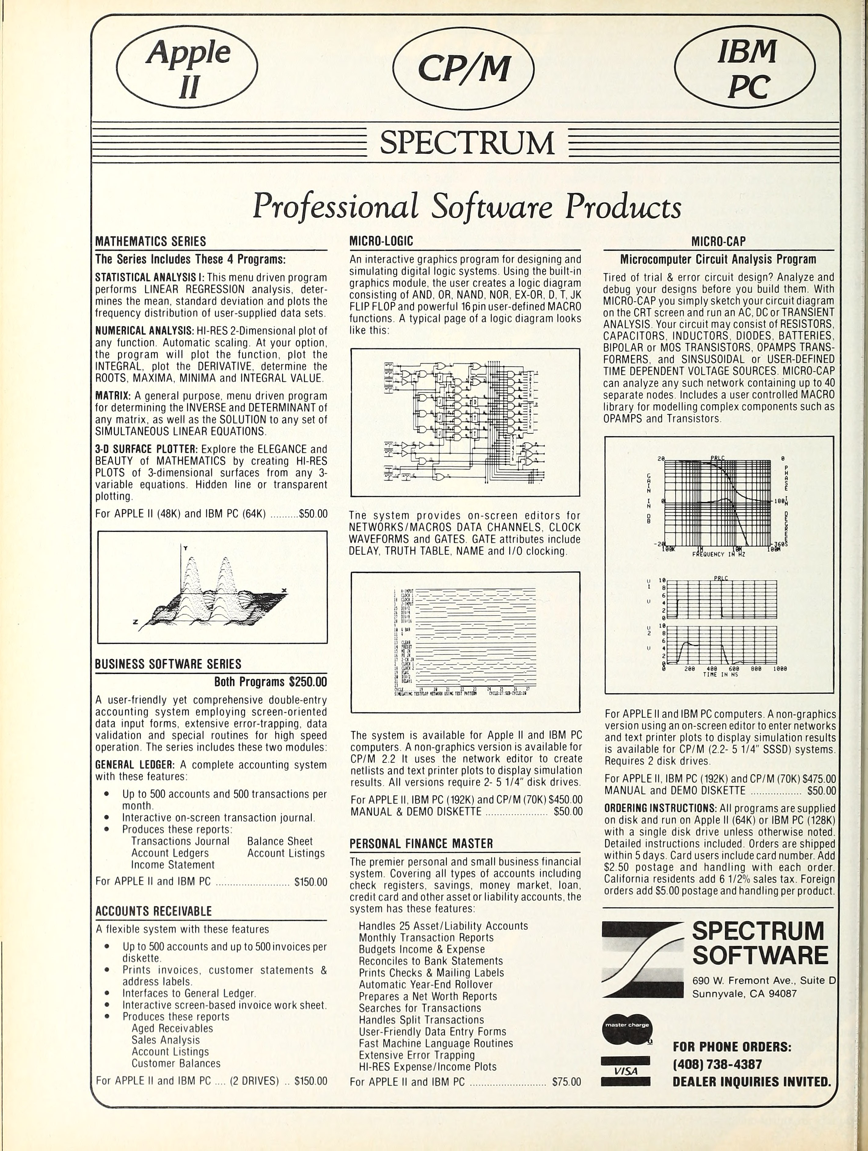 Apple
II
CP/M
IBM
PC
SPECTRUM
Professional Software Products
MATHEMATICS SERIES
The Series Includes These 4 Programs:
STATISTICAL ANALYSIS I: This menu driven program
performs LINEAR REGRESSION analysis, deter-
mines the mean, standard deviation and plots the
frequency distribution of user-supplied data sets.
NUMERICAL ANALYSIS: HI-RES 2-Dimensional plot of
any function. Automatic scaling. At your option,
the program will plot the function, plot the
INTEGRAL, plot the DERIVATIVE, determine the
ROOTS, MAXIMA, MINIMA and INTEGRAL VALUE.
MATRIX: A general purpose, menu driven program
for determining the INVERSE and DETERMINANT of
any matrix, as well as the SOLUTION to any set of
SIMULTANEOUS LINEAR EQUATIONS.
3-D SURFACE PLOTTER: Explore the ELEGANCE and
BEAUTY of MATHEMATICS by creating HI-RES
PLOTS of 3-dimensional surfaces from any 3-
variable equations. Hidden line or transparent
plotting.
For APPLE II (48K) and IBM PC (64K) ..........$50.00
Y
X
Z
BUSINESS SOFTWARE SERIES
Both Programs $250.00
A user-friendly yet comprehensive double-entry
accounting system employing screen-oriented
data input forms, extensive error-trapping, data
validation and special routines for high speed
operation. The series includes these two modules:
GENERAL LEDGER: A complete accounting system
with these features:
• Up to 500 accounts and 500 transactions per
month.
• Interactive on-screen transaction journal.
• Produces these reports:
Transactions Journal Balance Sheet
Account Ledgers Account Listings
Income Statement
For APPLE II and IBM PC ......................... $150.00
ACCOUNTS RECEIVABLE
A flexible system with these features
• Up to 500 accounts and up to 500 invoices per
diskette.
• Prints invoices, customer statements &
address labels.
• Interfaces to General Ledger.
• Interactive screen-based invoice work sheet.
• Produces these reports
Aged Receivables
Sales Analysis
Account Listings
Customer Balances
For APPLE II and IBM PC .... (2 DRIVES) .. $150.00
MICRO-LOGIC
An interactive graphics program for designing and
simulating digital logic systems. Using the built-in
graphics module, the user creates a logic diagram
consisting of AND, OR, NAND, NOR, EX-OR, D, T, JK
FLIP FLOP and powerful 16 pin user-defined MACRO
functions. A typical page of a logic diagram looks
like this:
The system provides on-screen editors for
NETWORKS/MACROS DATA CHANNELS, CLOCK
WAVEFORMS and GATES. GATE attributes include
DELAY, TRUTH TABLE, NAME and I/O clocking.
The system is available for Apple II and IBM PC
computers. A non-graphics version is available for
CP/M 2.2 It uses the network editor to create
netlists and text printer plots to display simulation
results. All versions require 2- 5 1/4" disk drives.
For APPLE II, IBM PC (192K) and CP/M (70K) $450.00
MANUAL & DEMO DISKETTE ...................... $50.00
PERSONAL FINANCE MASTER
The premier personal and small business financial
system. Covering all types of accounts including
check registers, savings, money market, loan,
credit card and other asset or liability accounts, the
system has these features:
Handles 25 Asset/Liability Accounts
Monthly Transaction Reports
Budgets Income & Expense
Reconciles to Bank Statements
Prints Checks & Mailing Labels
Automatic Year-End Rollover
Prepares a Net Worth Reports
Searches for Transactions
Handles Split Transactions
User-Friendly Data Entry Forms
Fast Machine Language Routines
Extensive Error Trapping
HI-RES Expense/Income Plots
For APPLE II and IBM PC .......................... $75.00
MICRO-CAP
Microcomputer Circuit Analysis Program
Tired of trial & error circuit design? Analyze and
debug your designs before you build them. With
MICRO-CAP you simply sketch your circuit diagram
on the CRT screen and run an AC, DC or TRANSIENT
ANALYSIS. Your circuit may consist of RESISTORS,
CAPACITORS, INDUCTORS, DIODES, BATTERIES,
BIPOLAR or MOS TRANSISTORS, OPAMPS TRANS-
FORMERS, and SINSUSOIDAL or USER-DEFINED
TIME DEPENDENT VOLTAGE SOURCES. MICRO-CAP
can analyze any such network containing up to 40
separate nodes. Includes a user controlled MACRO
library for modelling complex components such as
OPAMPS and Transistors.
PRLC
20 0
GAIN IN DB
PHASE IN DEGREES
0 -180
-20 -360
100K 1M 10M 100M
FREQUENCY IN HZ
PRLC
10
8
6
4
2
0
10
8
6
4
2
0
0 200 400 600 800 1000
TIME IN NS
For APPLE II and IBM PC computers. A non-graphics
version using an on-screen editor to enter networks
and text printer plots to display simulation results
is available for CP/M (2.2- 5 1/4" SSSD) systems.
Requires 2 disk drives.
For APPLE II, IBM PC (192K) and CP/M (70K) $475.00
MANUAL and DEMO DISKETTE ................. $50.00
ORDERING INSTRUCTIONS: All programs are supplied
on disk and run on Apple II (64K) or IBM PC (128K)
with a single disk drive unless otherwise noted.
Detailed instructions included. Orders are shipped
within 5 days. Card users include card number. Add
$2.50 postage and handling with each order.
California residents add 6 1/2% sales tax. Foreign
orders add $5.00 postage and handling per product.
SPECTRUM
SOFTWARE
690 W. Fremont Ave., Suite D
Sunnyvale, CA 94087
master charge
VISA
FOR PHONE ORDERS:
(408) 738-4387
DEALER INQUIRIES INVITED.